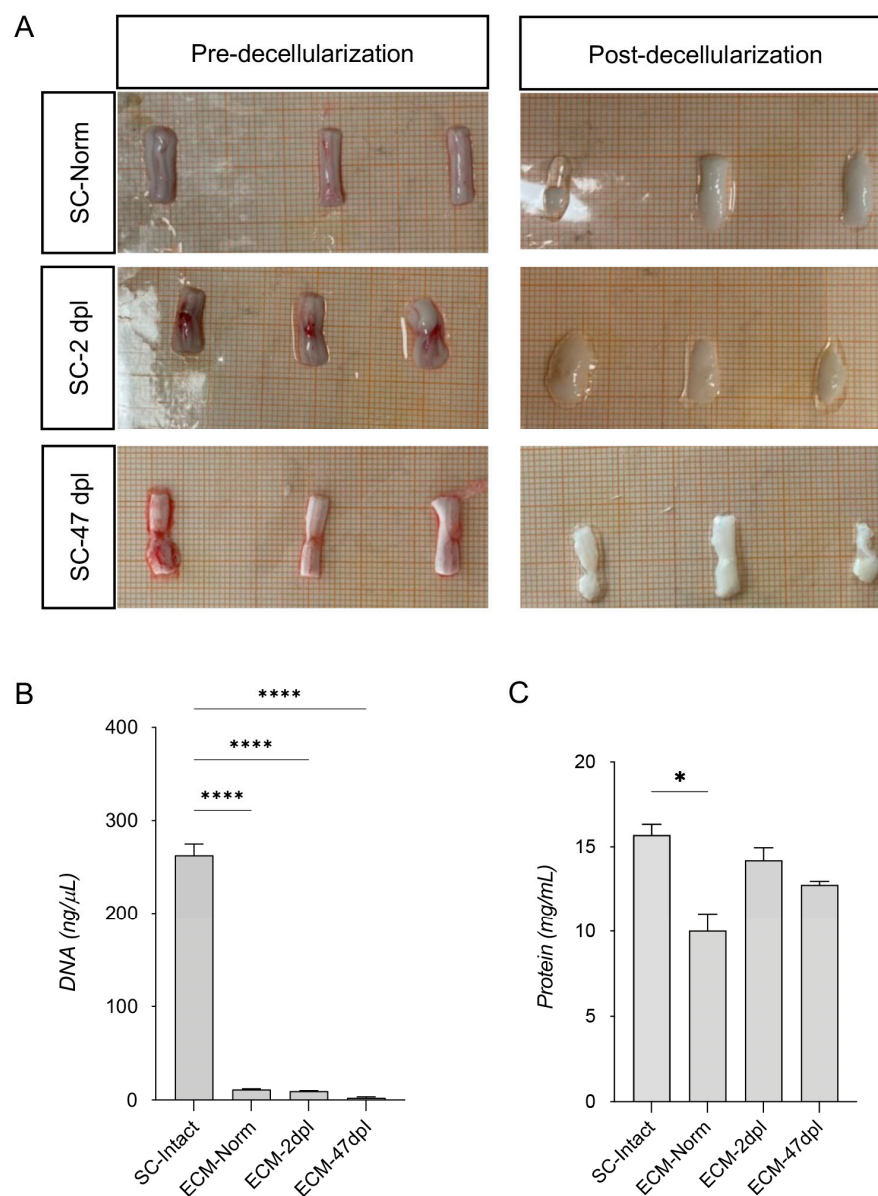 A
Pre-decellularization
Post-decellularization
SC-Norm
SC-2 dpl
SC-47 dpl
B
****
****
****
400
300
200
100
0
DNA (ng/µL)
SC-Intact
ECM-Norm
ECM-2dpl
ECM-47dpl
C
*
20
15
10
5
0
Protein (mg/mL)
SC-Intact
ECM-Norm
ECM-2dpl
ECM-47dpl